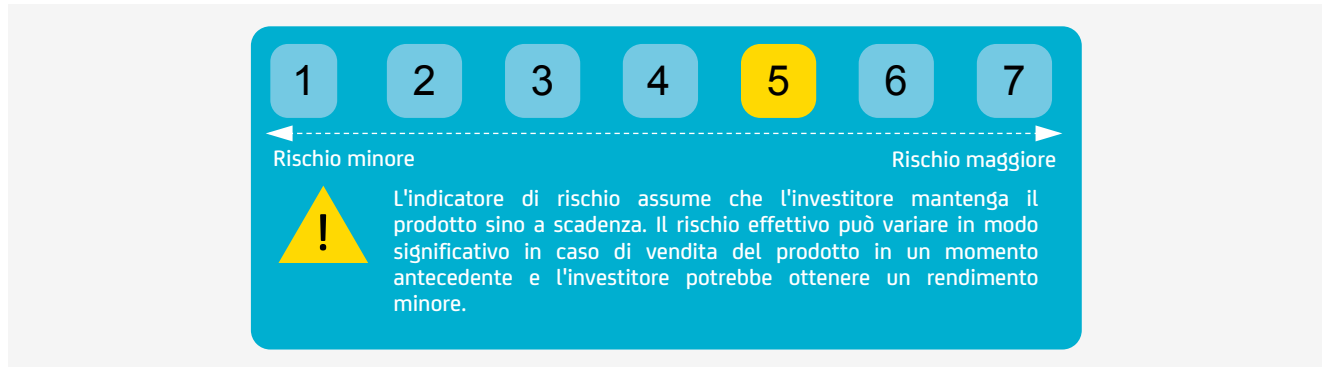 1 2 3 4 5 6 7
Rischio minore Rischio maggiore
L'indicatore di rischio assume che l'investitore mantenga il
prodotto sino a scadenza. Il rischio effettivo può variare in modo
significativo in caso di vendita del prodotto in un momento
antecedente e l'investitore potrebbe ottenere un rendimento
minore.
!